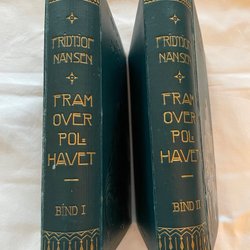 FRIDTJOF
NANSEN
FRAM
OVER
POL
HAVET
BIND I
FRIDTJOF
NANSEN
FRAM
OVER
POL
HAVET
BIND II